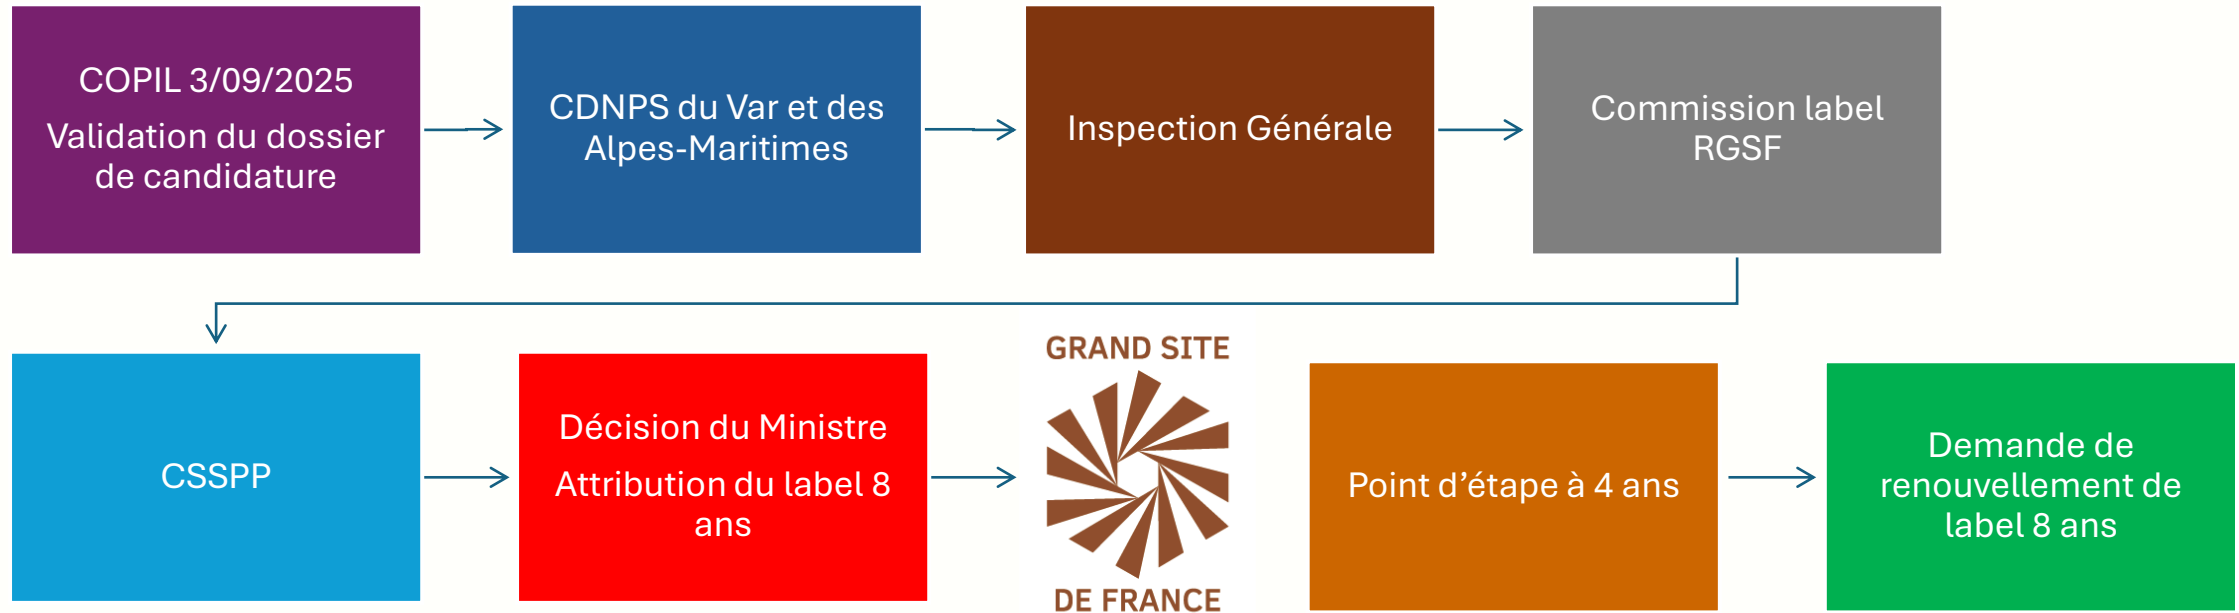 COPIL 3/09/2025
Validation du dossier
de candidature
CDNPS du Var et des
Alpes-Maritimes
Inspection Générale
Commission label
RGSF
CSSPP
Décision du Ministre
Attribution du label 8
ans
GRAND SITE
DE FRANCE
Point d’étape à 4 ans
Demande de
renouvellement de
label 8 ans